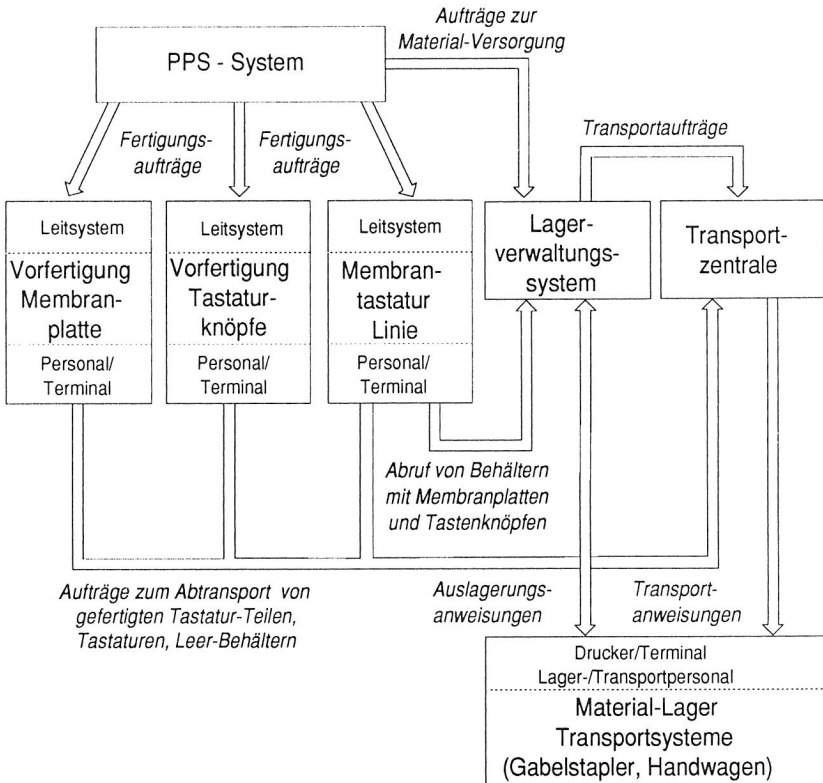 Aufträge zur
Material-Versorgung
PPS - System
Fertigungs-
aufträge
Fertigungs-
aufträge
Transportaufträge
Leitsystem
Vorfertigung
Membran-
platte
Personal/
Terminal
Leitsystem
Vorfertigung
Tastatur-
knöpfe
Personal/
Terminal
Leitsystem
Membran-
tastatur
Linie
Personal/
Terminal
Lager-
verwaltungs-
system
Transport-
zentrale
Abruf von Behältern
mit Membranplatten
und Tastenknöpfen
Aufträge zum Abtransport von
gefertigten Tastatur-Teilen,
Tastaturen, Leer-Behältern
Auslagerungs-
anweisungen
Transport-
anweisungen
Drucker/Terminal
Lager-/Transportpersonal
Material-Lager
Transportsysteme
(Gabelstapler, Handwagen)